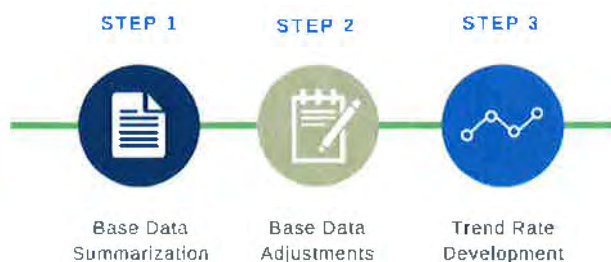 STEP 1
STEP 2
STEP 3
Base Data
Summarization
Base Data
Adjustments
Trend Rate
Development